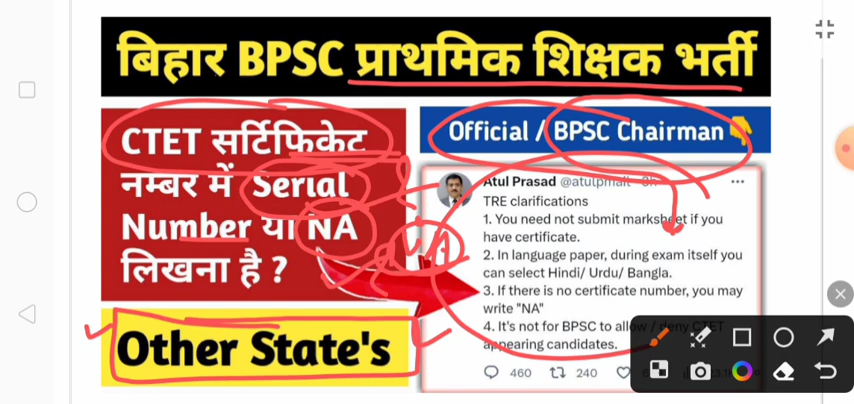 बिहार BPSC प्राथमिक शिक्षक भर्ती
CTET सर्टिफिकेट
नम्बर में Serial
Number या NA
लिखना है ?
Other State's
Official / BPSC Chairman
Atul Prasad
TRE clarifications
1. You need not submit marksheet if you
have certificate.
2. In language paper, during exam itself you
can select Hindi/ Urdu/ Bangla.
3. If there is no certificate number, you may
write "NA"
4. It's not for BPSC to allow / deny CTET
appearing candidates.
460 240